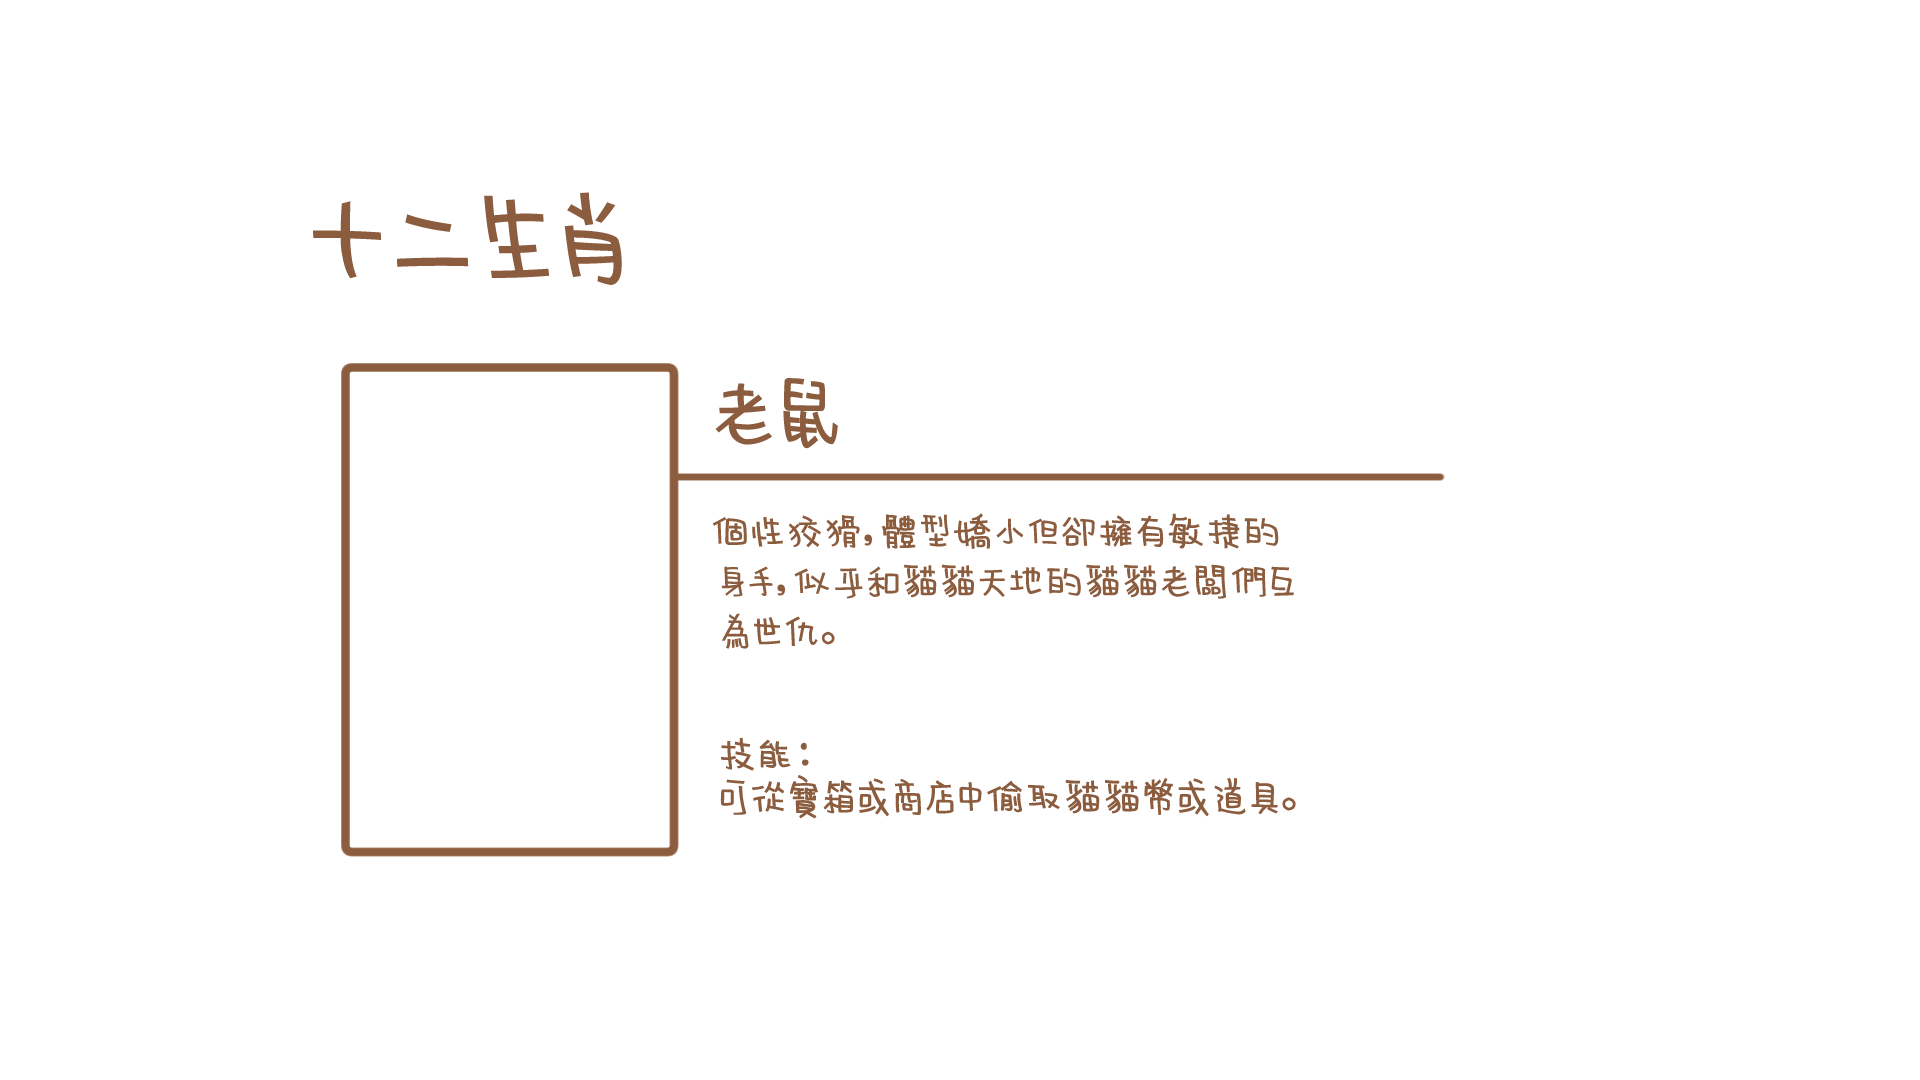 十二生肖
老鼠
個性狡猾,體型嬌小但卻擁有敏捷的
身手,似乎和貓貓天地的貓貓老闆們互
為世仇。
技能：
可從寶箱或商店中偷取貓貓幣或道具。